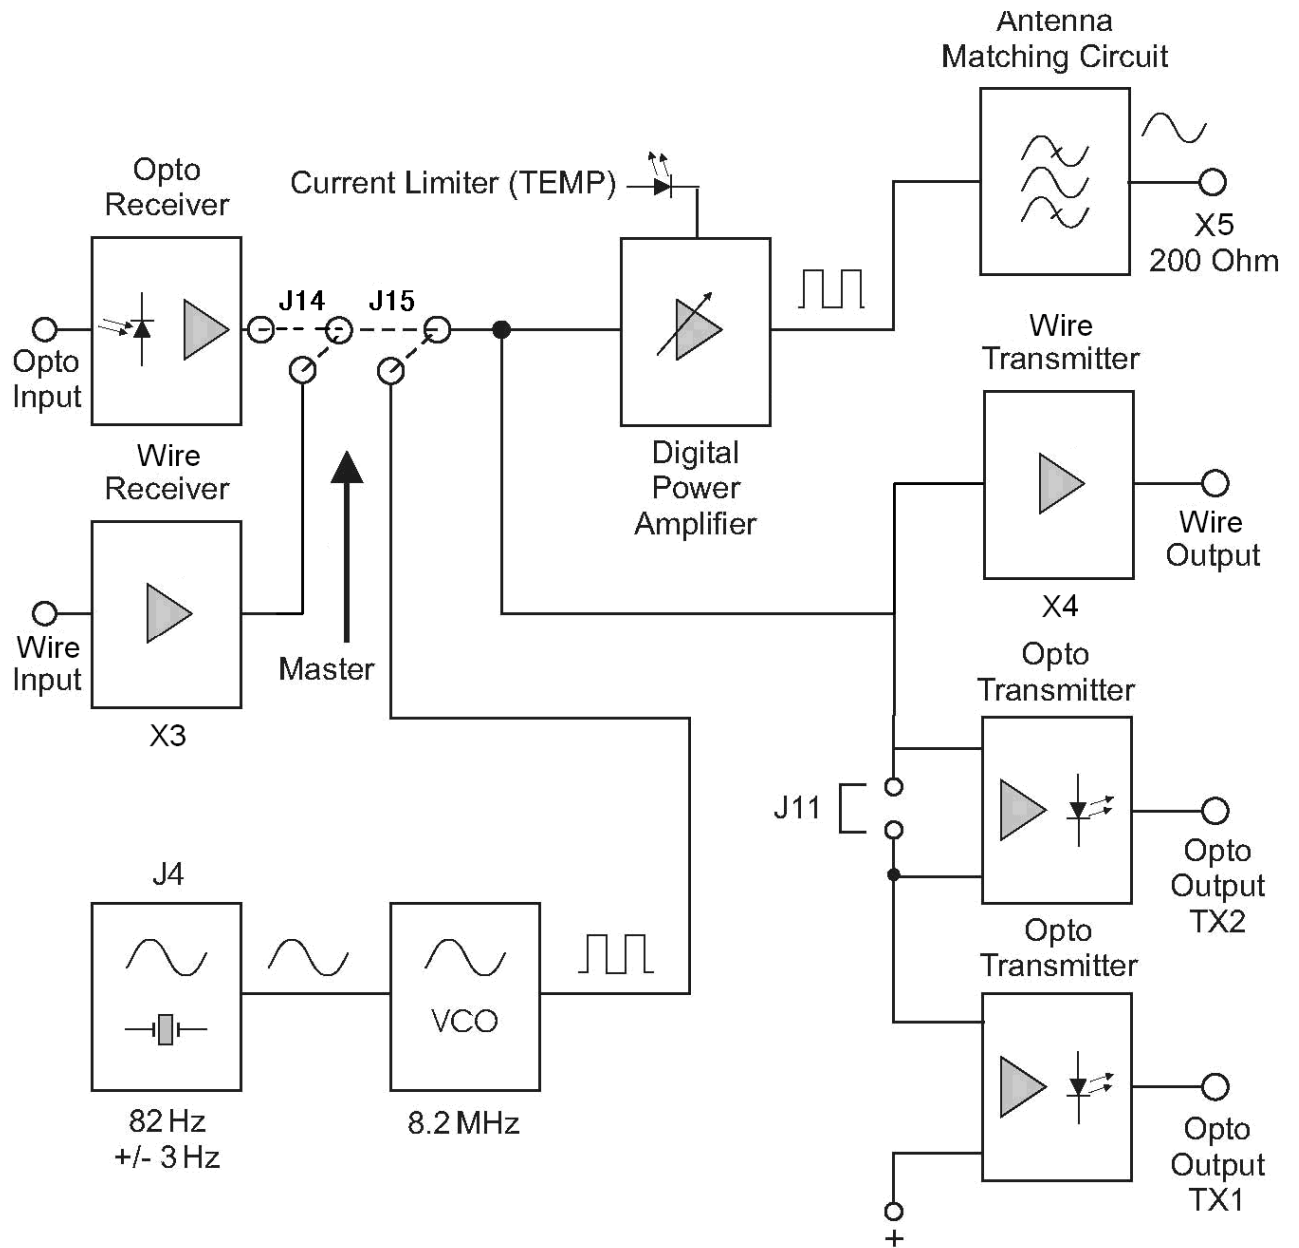 Antenna
Matching Circuit
Opto
Receiver
Current Limiter (TEMP)
X5
200 Ohm
J14
J15
Opto
Input
Wire
Transmitter
Wire
Receiver
Digital
Power
Amplifier
Wire
Output
X4
Wire
Input
Master
X3
Opto
Transmitter
J11
Opto
Output
TX2
J4
Opto
Transmitter
VCO
82 Hz
+/- 3 Hz
8.2 MHz
Opto
Output
TX1
+